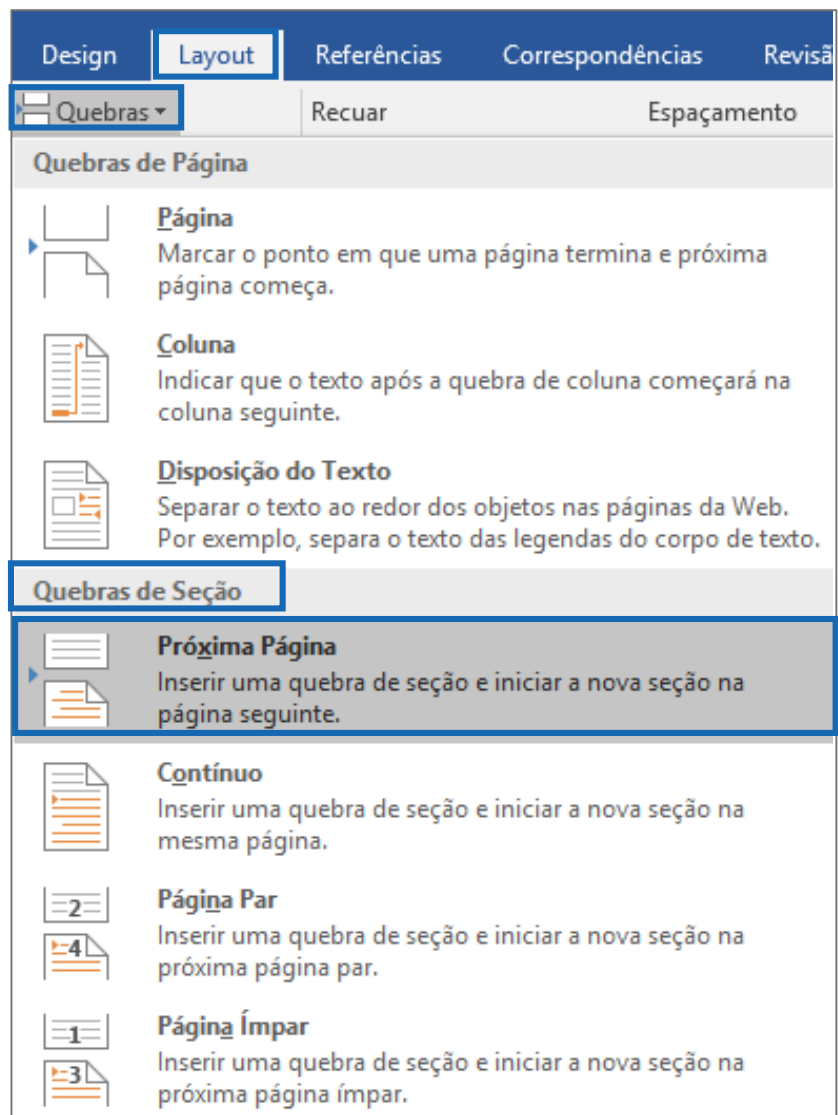 Design Layout Referências Correspondências Revisã
Quebras Recuar Espaçamento
Quebras de Página
Página
Marcar o ponto em que uma página termina e próxima
página começa.
Coluna
Indicar que o texto após a quebra de coluna começará na
coluna seguinte.
Disposição do Texto
Separar o texto ao redor dos objetos nas páginas da Web.
Por exemplo, separa o texto das legendas do corpo de texto.
Quebras de Seção
Próxima Página
Inserir uma quebra de seção e iniciar a nova seção na
página seguinte.
Contínuo
Inserir uma quebra de seção e iniciar a nova seção na
mesma página.
2
4
Página Par
Inserir uma quebra de seção e iniciar a nova seção na
próxima página par.
1
3
Página Ímpar
Inserir uma quebra de seção e iniciar a nova seção na
próxima página ímpar.